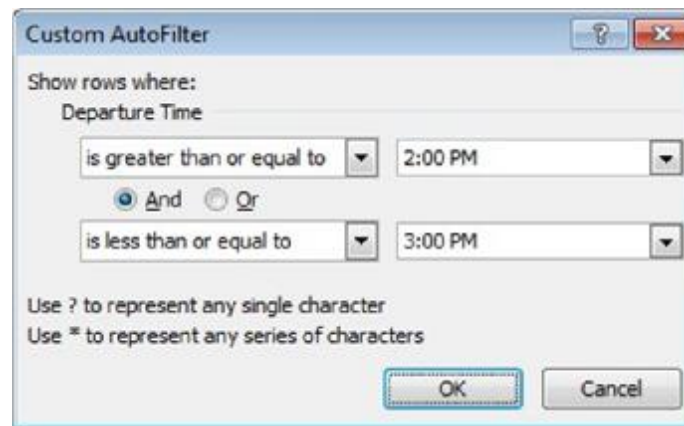 Custom AutoFilter
?
Show rows where:
Departure Time
is greater than or equal to 2:00 PM
And Or
is less than or equal to 3:00 PM
Use ? to represent any single character
Use * to represent any series of characters
OK Cancel